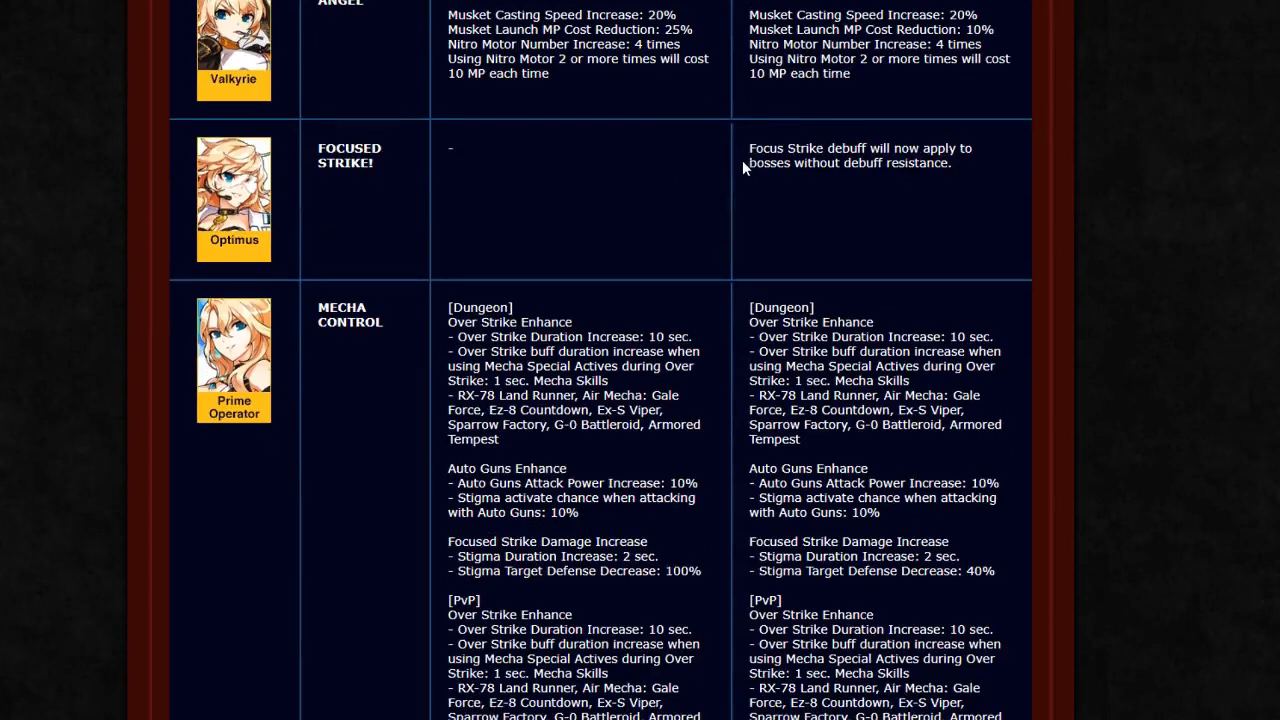 ANGEL
Musket Casting Speed Increase: 20%
Musket Launch MP Cost Reduction: 25%
Nitro Motor Number Increase: 4 times
Using Nitro Motor 2 or more times will cost
10 MP each time
Musket Casting Speed Increase: 20%
Musket Launch MP Cost Reduction: 10%
Nitro Motor Number Increase: 4 times
Using Nitro Motor 2 or more times will cost
10 MP each time
Valkyrie
FOCUSED
STRIKE!
-
Focus Strike debuff will now apply to
bosses without debuff resistance.
Optimus
MECHA
CONTROL
[Dungeon]
Over Strike Enhance
- Over Strike Duration Increase: 10 sec.
- Over Strike buff duration increase when
using Mecha Special Actives during Over
Strike: 1 sec. Mecha Skills
- RX-78 Land Runner, Air Mecha: Gale
Force, Ez-8 Countdown, Ex-S Viper,
Sparrow Factory, G-0 Battleroid, Armored
Tempest
Auto Guns Enhance
- Auto Guns Attack Power Increase: 10%
- Stigma activate chance when attacking
with Auto Guns: 10%
Focused Strike Damage Increase
- Stigma Duration Increase: 2 sec.
- Stigma Target Defense Decrease: 100%
[PvP]
Over Strike Enhance
- Over Strike Duration Increase: 10 sec.
- Over Strike buff duration increase when
using Mecha Special Actives during Over
Strike: 1 sec. Mecha Skills
- RX-78 Land Runner, Air Mecha: Gale
Force, Ez-8 Countdown, Ex-S Viper,
Sparrow Factory, G-0 Battleroid, Armored
[Dungeon]
Over Strike Enhance
- Over Strike Duration Increase: 10 sec.
- Over Strike buff duration increase when
using Mecha Special Actives during Over
Strike: 1 sec. Mecha Skills
- RX-78 Land Runner, Air Mecha: Gale
Force, Ez-8 Countdown, Ex-S Viper,
Sparrow Factory, G-0 Battleroid, Armored
Tempest
Auto Guns Enhance
- Auto Guns Attack Power Increase: 10%
- Stigma activate chance when attacking
with Auto Guns: 10%
Focused Strike Damage Increase
- Stigma Duration Increase: 2 sec.
- Stigma Target Defense Decrease: 40%
[PvP]
Over Strike Enhance
- Over Strike Duration Increase: 10 sec.
- Over Strike buff duration increase when
using Mecha Special Actives during Over
Strike: 1 sec. Mecha Skills
- RX-78 Land Runner, Air Mecha: Gale
Force, Ez-8 Countdown, Ex-S Viper,
Sparrow Factory, G-0 Battleroid, Armored
Prime
Operator